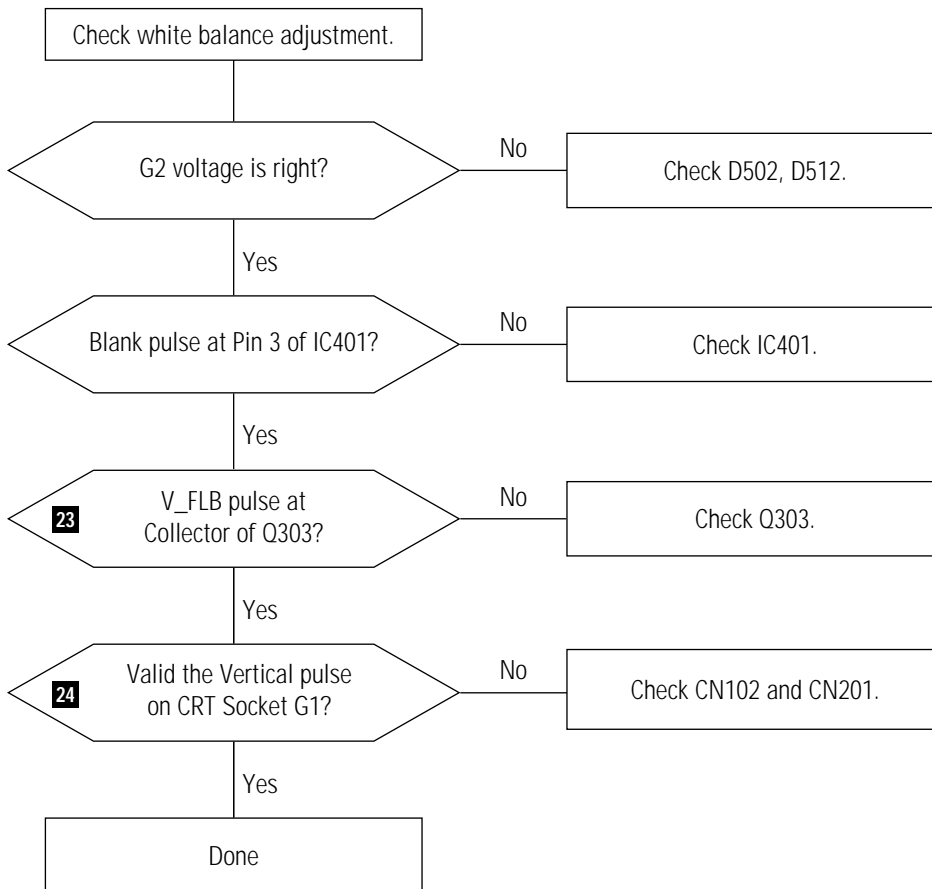 Check white balance adjustment.
G2 voltage is right?
No
Check D502, D512.
Yes
Blank pulse at Pin 3 of IC401?
No
Check IC401.
Yes
23
V_FLB pulse at
Collector of Q303?
No
Check Q303.
Yes
24
Valid the Vertical pulse
on CRT Socket G1?
No
Check CN102 and CN201.
Yes
Done